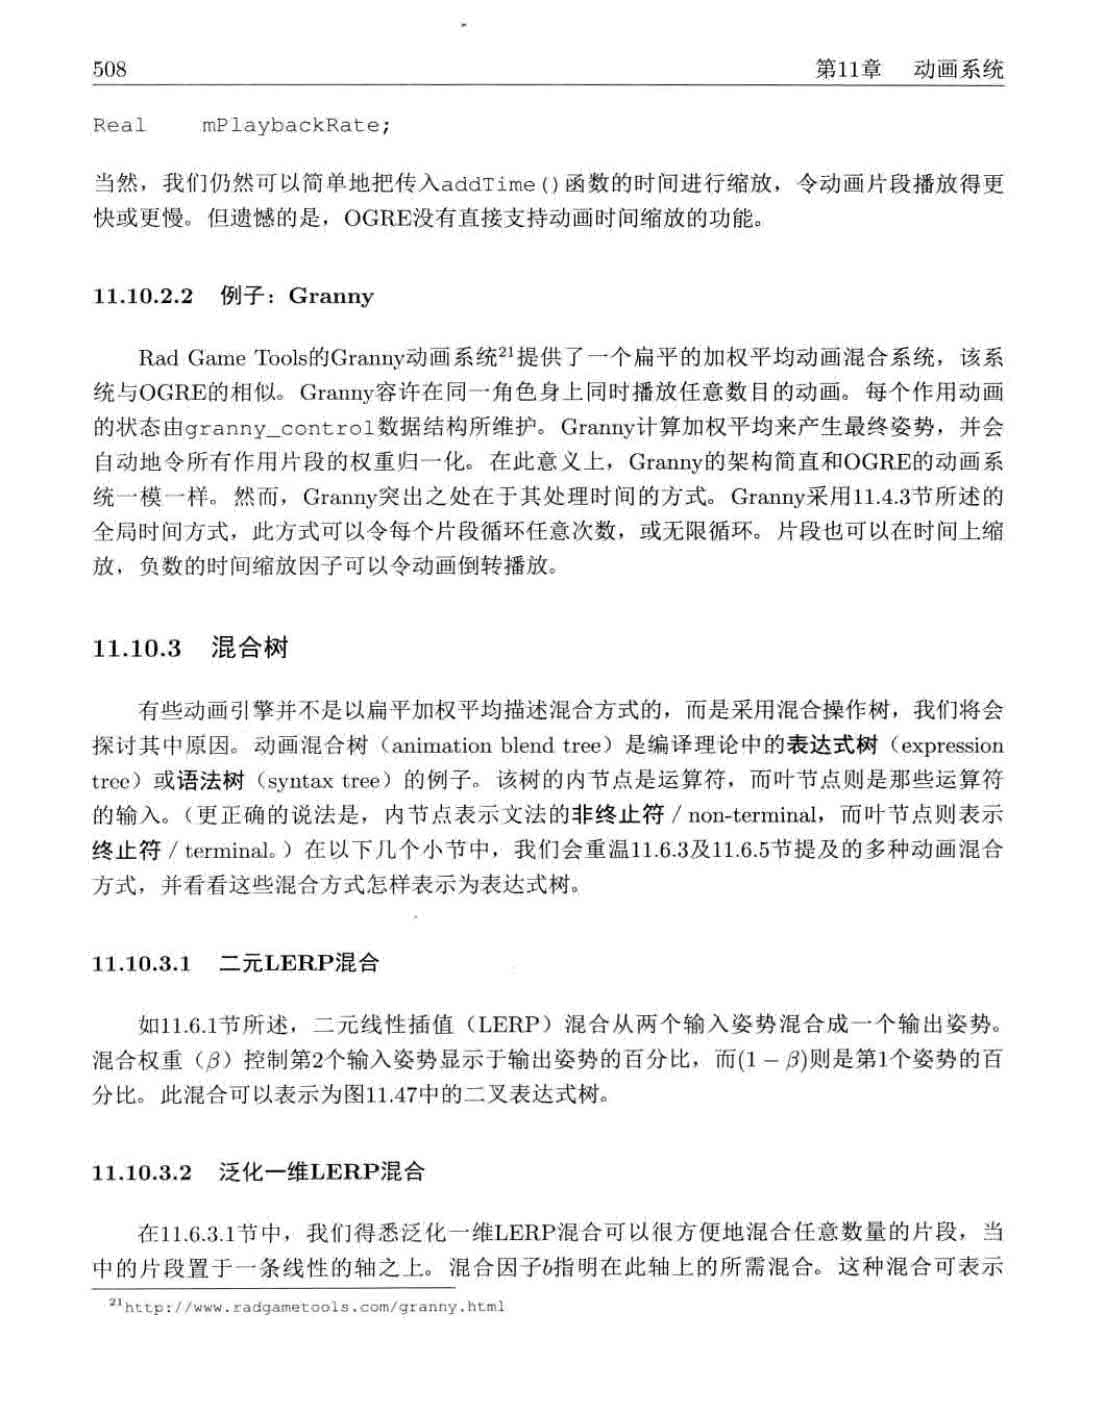 508 第11章 动画系统
Real mPlaybackRate;
当然，我们仍然可以简单地把传入addTime()函数的时间进行缩放，令动画片段播放得更
快或更慢。但遗憾的是，OGRE没有直接支持动画时间缩放的功能。
11.10.2.2 例子：Granny
Rad Game Tools的Granny动画系统21提供了一个扁平的加权平均动画混合系统，该系
统与OGRE的相似。Granny容许在同一角色身上同时播放任意数目的动画。每个作用动画
的状态由granny_control数据结构所维护。Granny计算加权平均来产生最终姿势，并会
自动地令所有作用片段的权重归一化。在此意义上，Granny的架构简直和OGRE的动画系
统一模一样。然而，Granny突出之处在于其处理时间的方式。Granny采用11.4.3节所述的
全局时间方式，此方式可以令每个片段循环任意次数，或无限循环。片段也可以在时间上缩
放，负数的时间缩放因子可以令动画倒转播放。
11.10.3 混合树
有些动画引擎并不是以扁平加权平均描述混合方式的，而是采用混合操作树，我们将会
探讨其中原因。动画混合树（animation blend tree）是编译理论中的表达式树（expression
tree）或语法树（syntax tree）的例子。该树的内节点是运算符，而叶节点则是那些运算符
的输入。（更正确的说法是，内节点表示文法的非终止符／non-terminal，而叶节点则表示
终止符／terminal。）在以下几个小节中，我们会重温11.6.3及11.6.5节提及的多种动画混合
方式，并看看这些混合方式怎样表示为表达式树。
11.10.3.1 二元LERP混合
如11.6.1节所述，二元线性插值（LERP）混合从两个输入姿势混合成一个输出姿势。
混合权重（β）控制第2个输入姿势显示于输出姿势的百分比，而(1 − β)则是第1个姿势的百
分比。此混合可以表示为图11.47中的二叉表达式树。
11.10.3.2 泛化一维LERP混合
在11.6.3.1节中，我们得悉泛化一维LERP混合可以很方便地混合任意数量的片段，当
中的片段置于一条线性的轴之上。混合因子b指明在此轴上的所需混合。这种混合可表示
21http://www.radgametools.com/granny.html